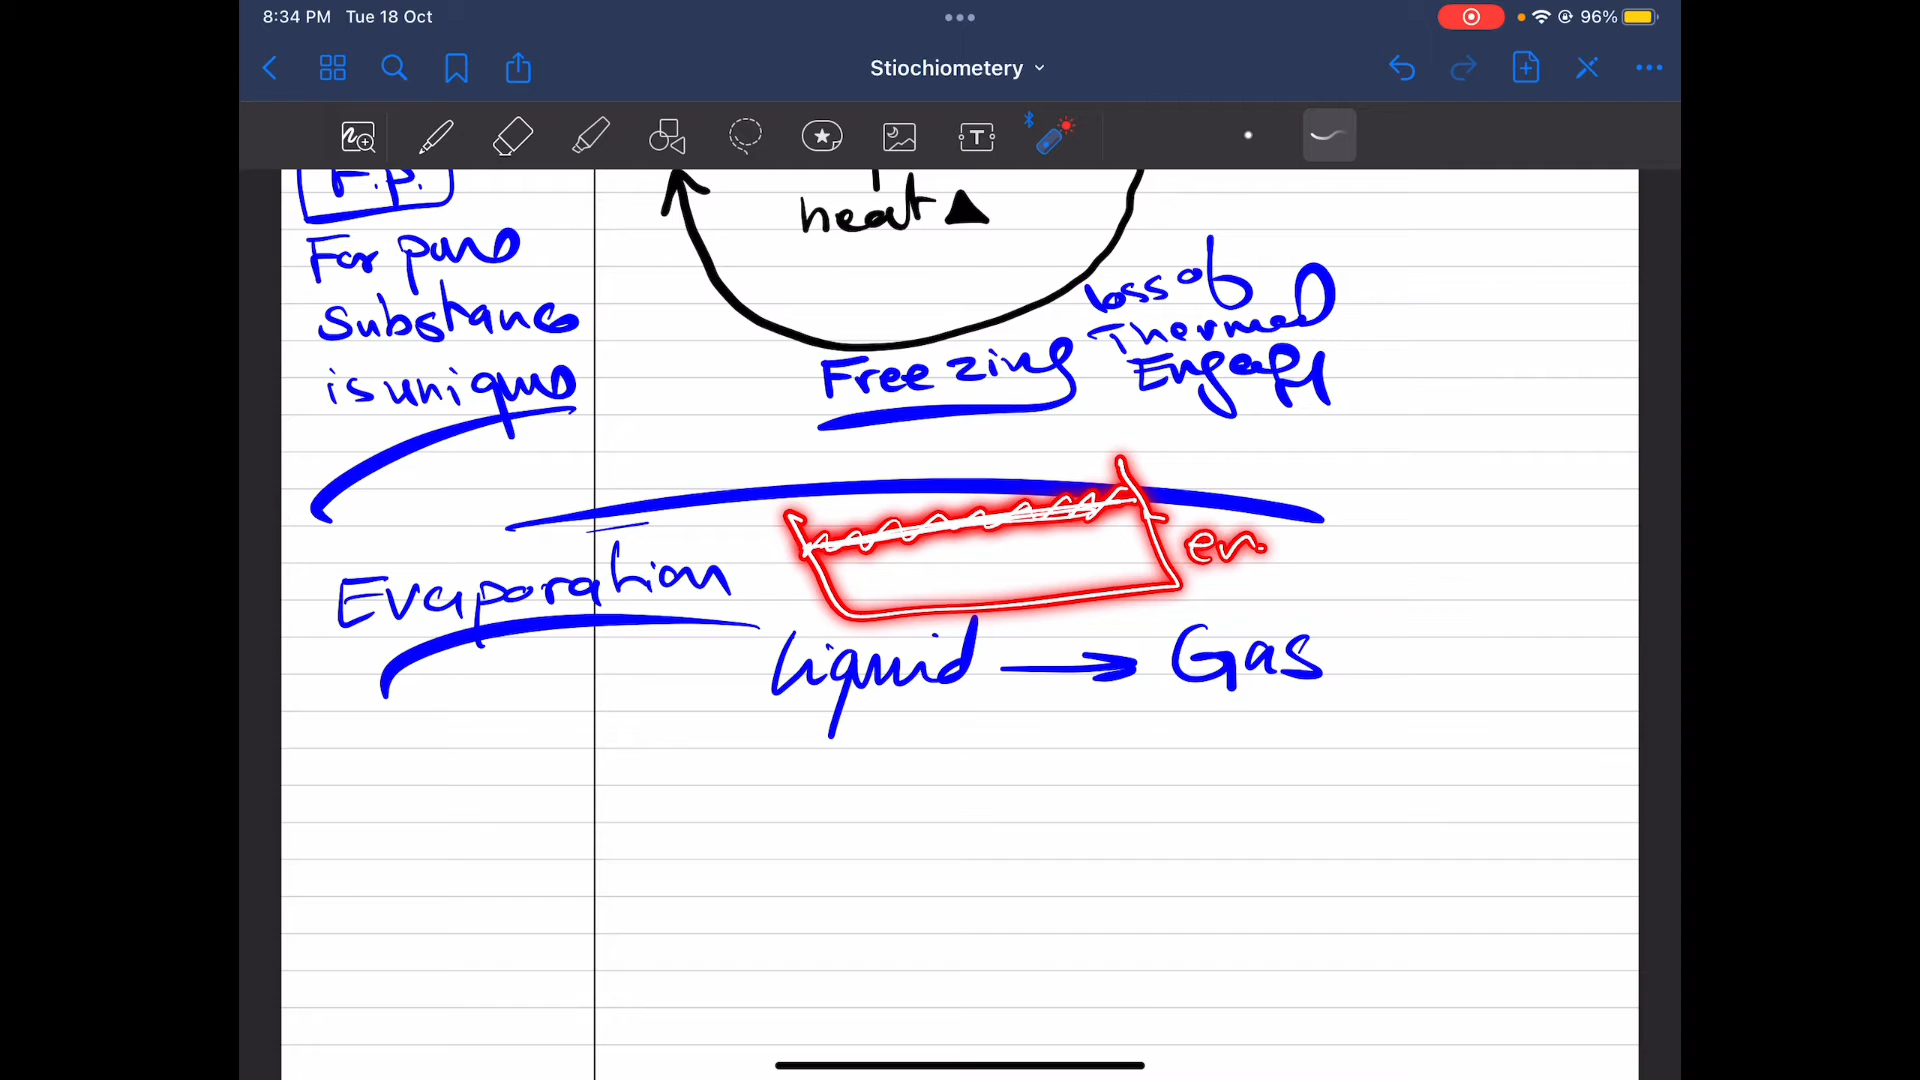 8:34 PM Tue 18 Oct
96%
Stiochiometery
T
F.P.
heat
For pure
substance
is unique
loss of
Thermal
Energy
Freezing
en.
Evaporation
Liquid → Gas